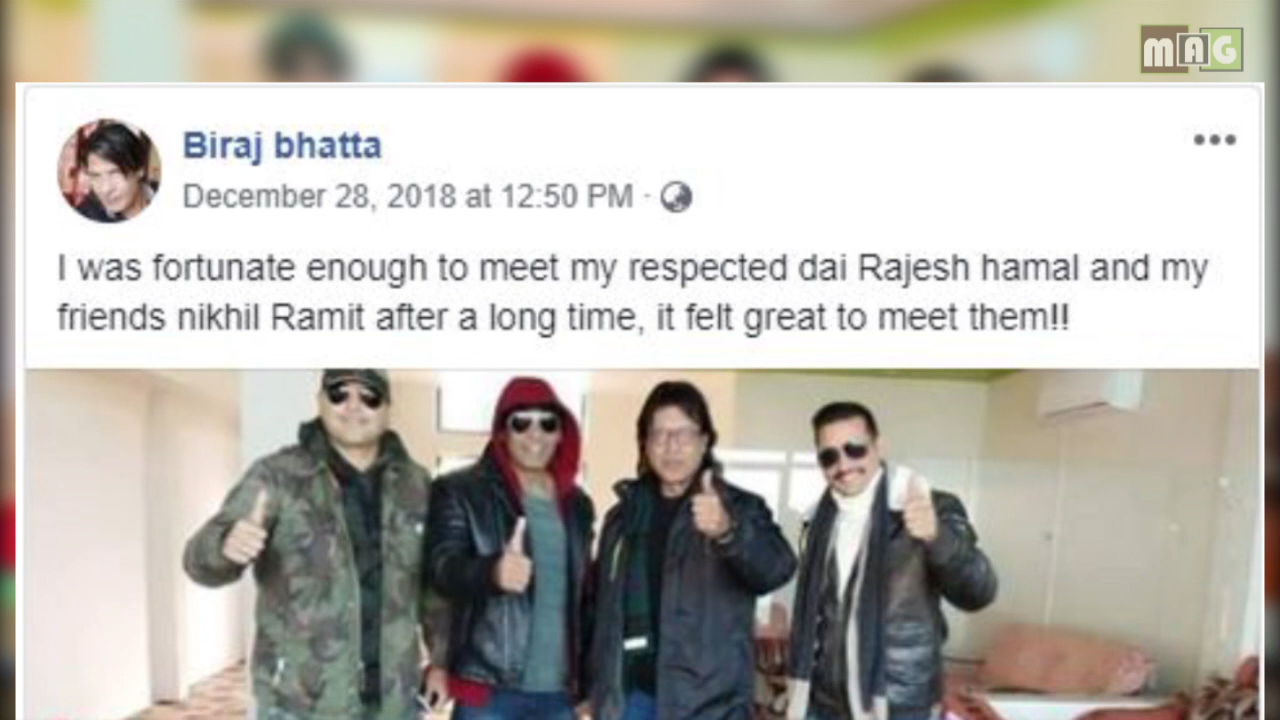 MAG
Biraj bhatta
December 28, 2018 at 12:50 PM ·
I was fortunate enough to meet my respected dai Rajesh hamal and my
friends nikhil Ramit after a long time, it felt great to meet them!!